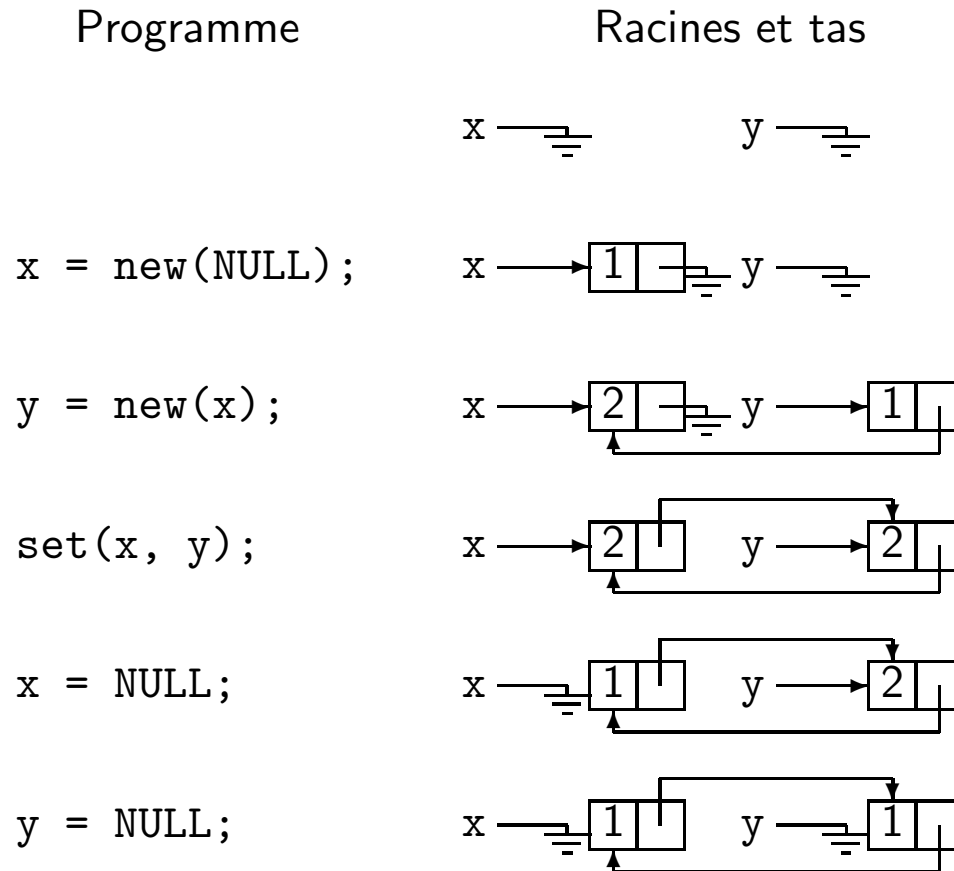 Programme Racines et tas
x y
x = new(NULL); x 1 y
y = new(x); x 2 y 1
set(x, y); x 2 y 2
x = NULL; x 1 y 2
y = NULL; x 1 y 1